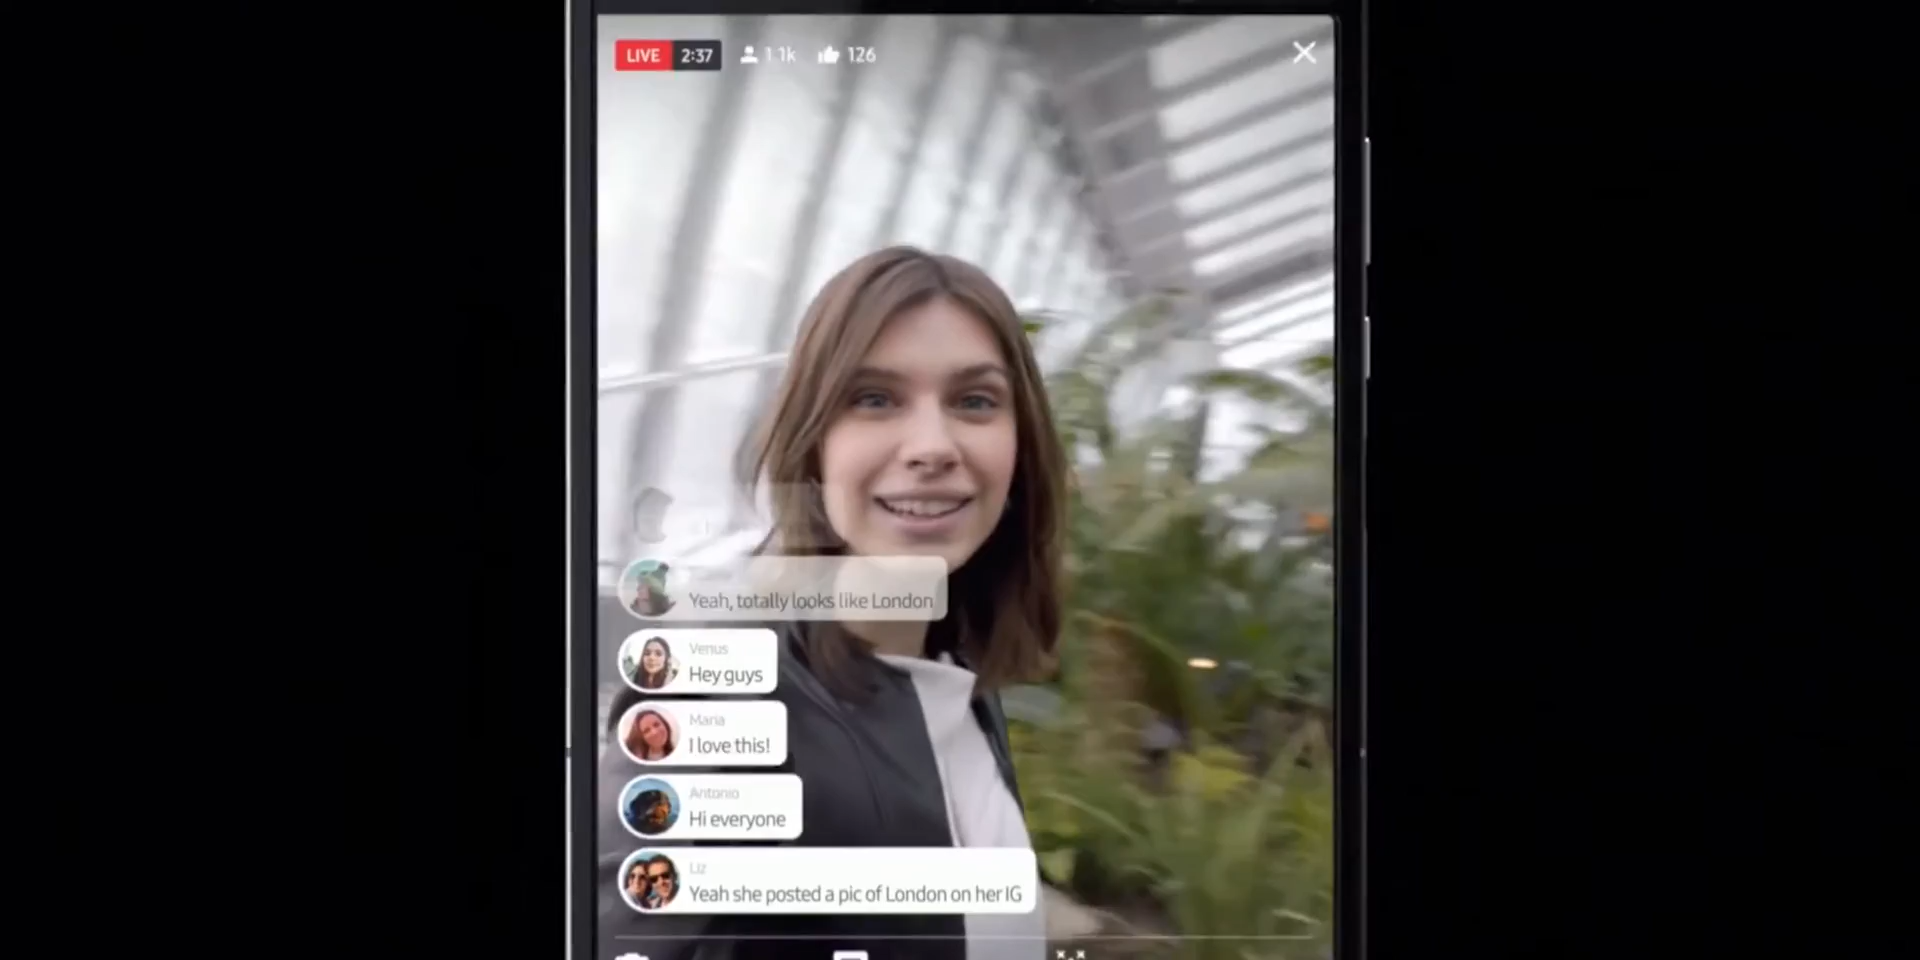 LIVE 2:37 1.1k 126
Yeah, totally looks like London
Venus
Hey guys
Maria
I love this!
Antonio
Hi everyone
Liz
Yeah she posted a pic of London on her IG